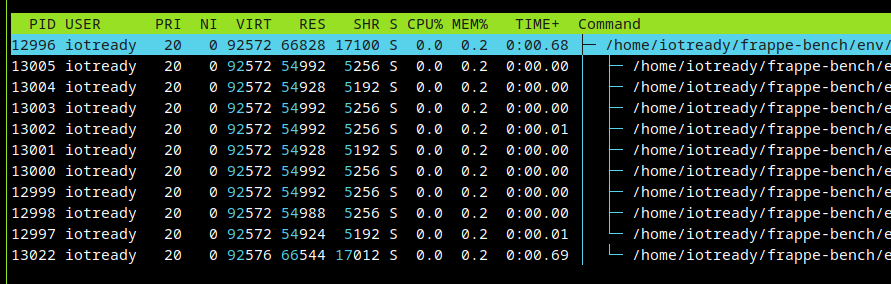 PID USER PRI NI VIRT RES SHR S CPU% MEM% TIME+ Command
12996 iotready 20 0 92572 66828 17100 S 0.0 0.2 0:00.68 ├─ /home/iotready/frappe-bench/env/
13005 iotready 20 0 92572 54992 5256 S 0.0 0.2 0:00.00 │ ├─ /home/iotready/frappe-bench/e
13004 iotready 20 0 92572 54928 5192 S 0.0 0.2 0:00.00 │ ├─ /home/iotready/frappe-bench/e
13003 iotready 20 0 92572 54992 5256 S 0.0 0.2 0:00.00 │ ├─ /home/iotready/frappe-bench/e
13002 iotready 20 0 92572 54992 5256 S 0.0 0.2 0:00.01 │ ├─ /home/iotready/frappe-bench/e
13001 iotready 20 0 92572 54928 5192 S 0.0 0.2 0:00.00 │ ├─ /home/iotready/frappe-bench/e
13000 iotready 20 0 92572 54992 5256 S 0.0 0.2 0:00.00 │ ├─ /home/iotready/frappe-bench/e
12999 iotready 20 0 92572 54992 5256 S 0.0 0.2 0:00.00 │ ├─ /home/iotready/frappe-bench/e
12998 iotready 20 0 92572 54988 5256 S 0.0 0.2 0:00.00 │ ├─ /home/iotready/frappe-bench/e
12997 iotready 20 0 92572 54924 5192 S 0.0 0.2 0:00.01 │ └─ /home/iotready/frappe-bench/e
13022 iotready 20 0 92576 66544 17012 S 0.0 0.2 0:00.69 │ └─ /home/iotready/frappe-bench/e